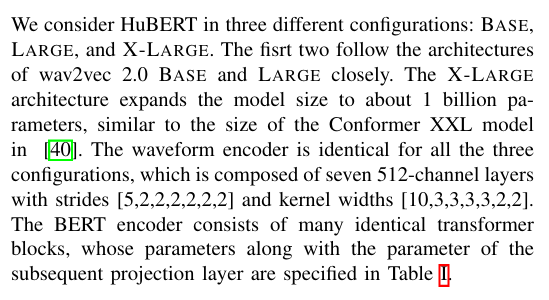 We consider HuBERT in three different configurations: BASE,
LARGE, and X-LARGE. The fisrt two follow the architectures
of wav2vec 2.0 BASE and LARGE closely. The X-LARGE
architecture expands the model size to about 1 billion pa-
rameters, similar to the size of the Conformer XXL model
in [40]. The waveform encoder is identical for all the three
configurations, which is composed of seven 512-channel layers
with strides [5,2,2,2,2,2,2] and kernel widths [10,3,3,3,3,2,2].
The BERT encoder consists of many identical transformer
blocks, whose parameters along with the parameter of the
subsequent projection layer are specified in Table I.